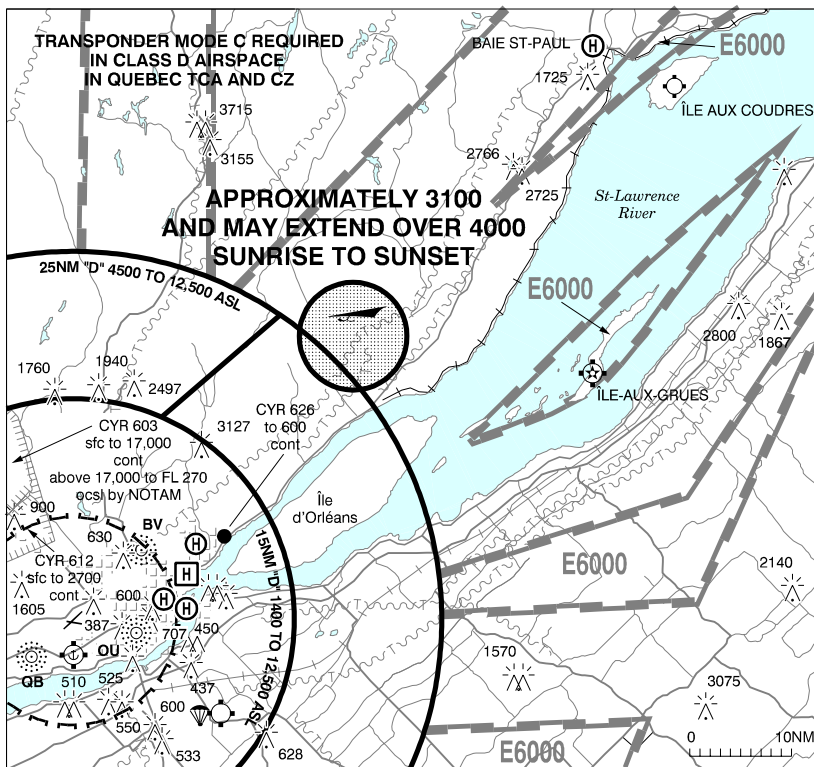 TRANSPONDER MODE C REQUIRED
IN CLASS D AIRSPACE
IN QUEBEC TCA AND CZ
BAIE ST-PAUL
H
E6000
1725
ÎLE AUX COUDRES
3715
3155
2766
2725
APPROXIMATELY 3100
AND MAY EXTEND OVER 4000
SUNRISE TO SUNSET
St-Lawrence
River
25NM "D" 4500 TO 12,500 ASL
E6000
2800
1867
1760
1940
2497
ÎLE-AUX-GRUES
CYR 603
sfc to 17,000
cont
above 17,000 to FL 270
ocsl by NOTAM
3127
CYR 626
to 600
cont
Île
d'Orléans
900
630
BV
H
CYR 612
sfc to 2700
cont
H
15NM "D" 1400 TO 12,500 ASL
E6000
2140
1605
600
H
H
387
707
450
OU
QB
510
525
437
1570
600
550
533
628
3075
E6000
0
10NM